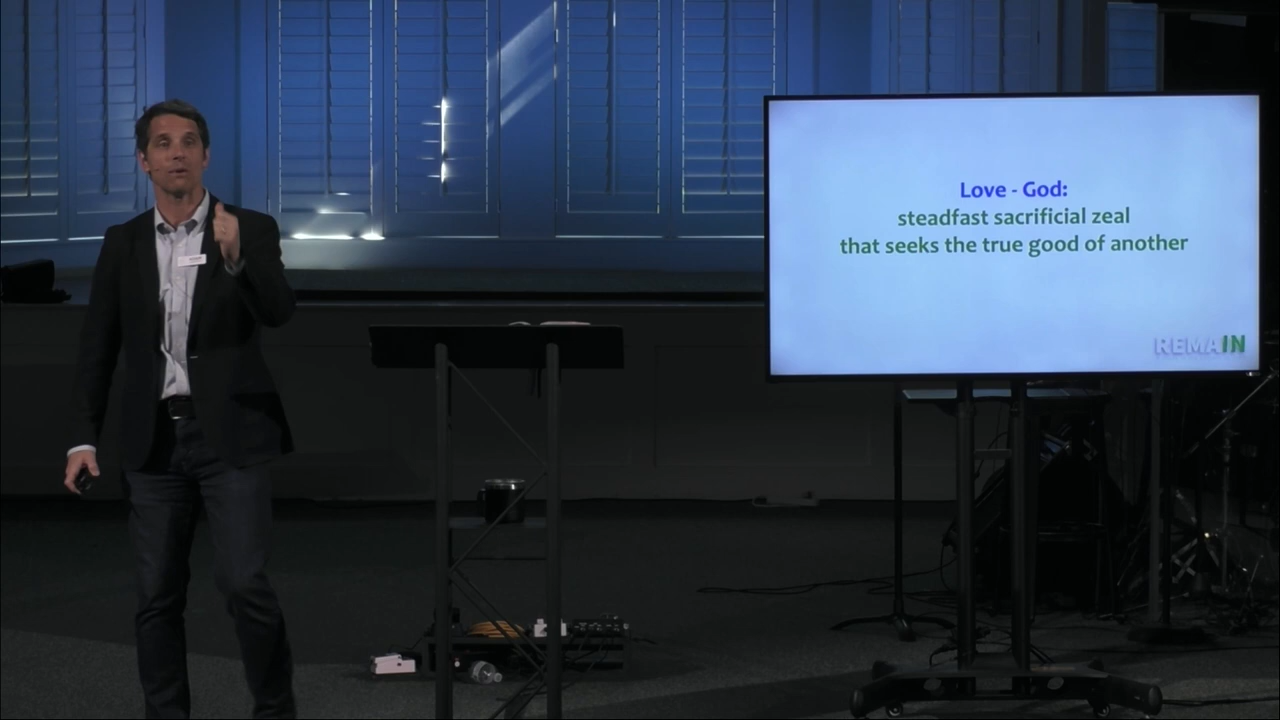 Love - God:
steadfast sacrificial zeal
that seeks the true good of another
REMAIN